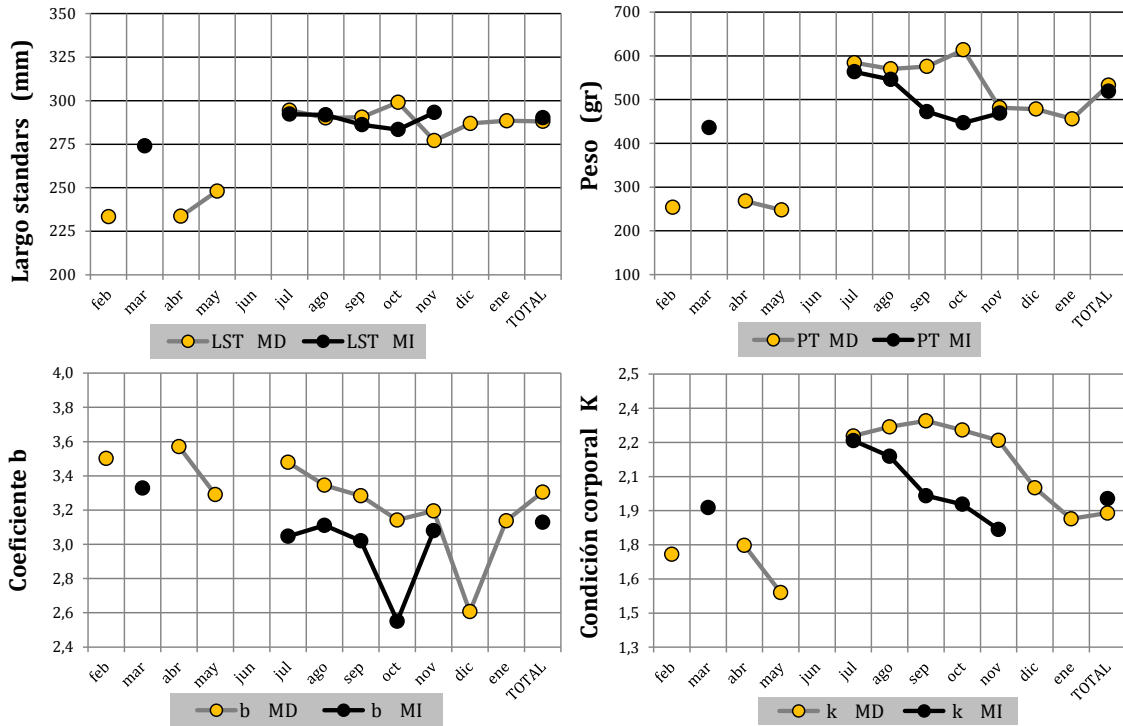 Largo standars (mm)
350
325
300
275
250
225
200
feb mar abr may jun jul ago sep oct nov dic ene TOTAL
LST MD LST MI
Peso (gr)
700
600
500
400
300
200
100
feb mar abr may jun jul ago sep oct nov dic ene TOTAL
PT MD PT MI
Coeficiente b
4,0
3,8
3,6
3,4
3,2
3,0
2,8
2,6
2,4
feb mar abr may jun jul ago sep oct nov dic ene TOTAL
b MD b MI
Condición corporal K
2,5
2,4
2,2
2,1
1,9
1,8
1,6
1,5
1,3
feb mar abr may jun jul ago sep oct nov dic ene TOTAL
k MD k MI